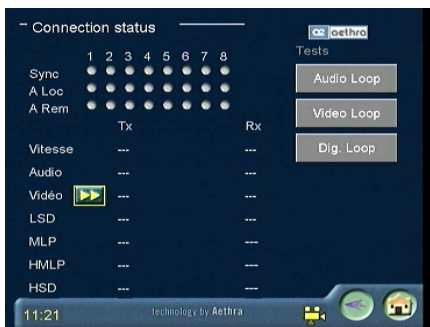 Connection status
aethra
Tests
1 2 3 4 5 6 7 8
Sync
A Loc
A Rem
Audio Loop
Video Loop
Dig. Loop
Tx Rx
Vitesse --- ---
Audio --- ---
Vidéo --- ---
LSD --- ---
MLP --- ---
HMLP --- ---
HSD --- ---
11:21
technology by Aethra